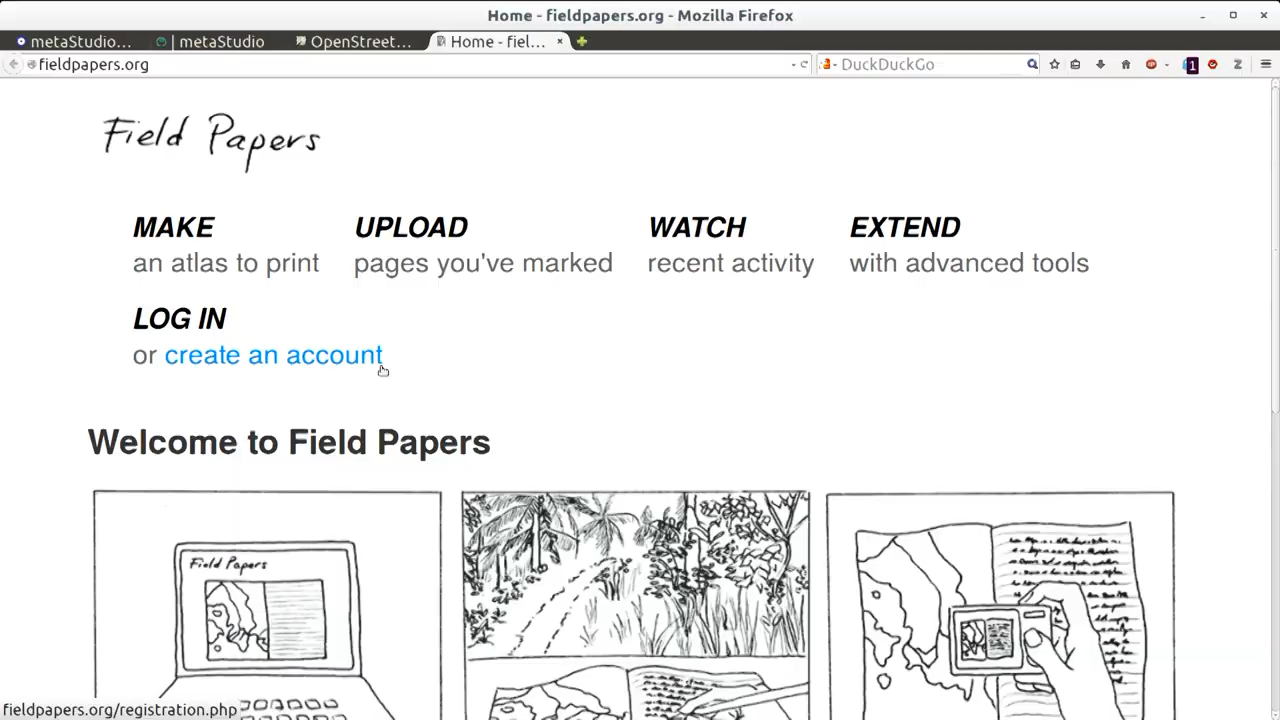 Home - fieldpapers.org - Mozilla Firefox
metaStudio...
| metaStudio
OpenStreet...
Home - fiel...
fieldpapers.org
DuckDuckGo
1
Field Papers
MAKE
an atlas to print
UPLOAD
pages you've marked
WATCH
recent activity
EXTEND
with advanced tools
LOG IN
or create an account
Welcome to Field Papers
Field Papers
fieldpapers.org/registration.php